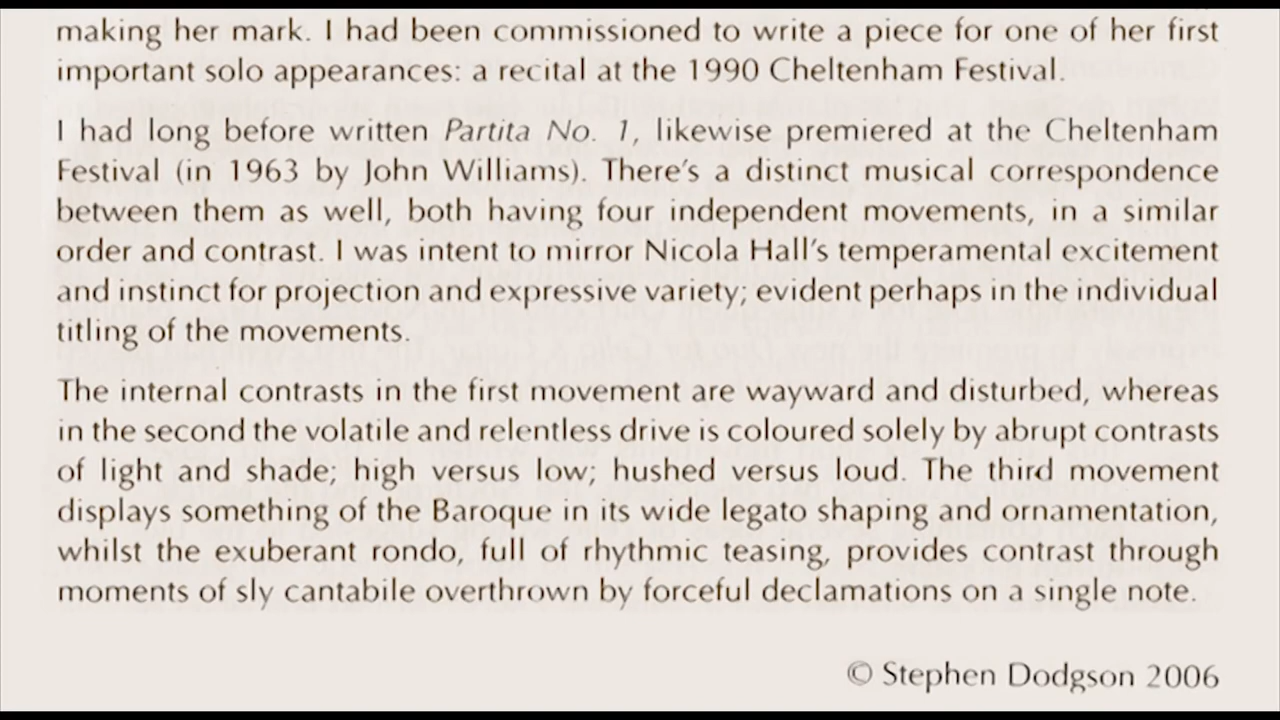 making her mark. I had been commissioned to write a piece for one of her first
important solo appearances: a recital at the 1990 Cheltenham Festival.
I had long before written Partita No. 1, likewise premiered at the Cheltenham
Festival (in 1963 by John Williams). There's a distinct musical correspondence
between them as well, both having four independent movements, in a similar
order and contrast. I was intent to mirror Nicola Hall's temperamental excitement
and instinct for projection and expressive variety; evident perhaps in the individual
titling of the movements.
The internal contrasts in the first movement are wayward and disturbed, whereas
in the second the volatile and relentless drive is coloured solely by abrupt contrasts
of light and shade; high versus low; hushed versus loud. The third movement
displays something of the Baroque in its wide legato shaping and ornamentation,
whilst the exuberant rondo, full of rhythmic teasing, provides contrast through
moments of sly cantabile overthrown by forceful declamations on a single note.
© Stephen Dodgson 2006